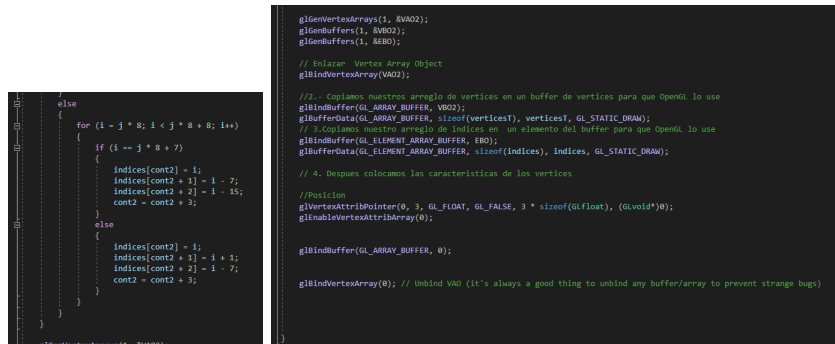 }
else
{
for (i = j * 8; i < j * 8 + 8; i++)
{
if (i == j * 8 + 7)
{
indices[cont2] = i;
indices[cont2 + 1] = i - 7;
indices[cont2 + 2] = i - 15;
cont2 = cont2 + 3;
}
else
{
indices[cont2] = i;
indices[cont2 + 1] = i + 1;
indices[cont2 + 2] = i - 7;
cont2 = cont2 + 3;
}
}
}
}
glGenVertexArrays(1, &VAO2);
glGenVertexArrays(1, &VAO2);
glGenBuffers(1, &VBO2);
glGenBuffers(1, &EBO);
// Enlazar Vertex Array Object
glBindVertexArray(VAO2);
//2.- Copiamos nuestros arreglo de vertices en un buffer de vertices para que OpenGL lo use
glBindBuffer(GL_ARRAY_BUFFER, VBO2);
glBufferData(GL_ARRAY_BUFFER, sizeof(verticesT), verticesT, GL_STATIC_DRAW);
// 3.Copiamos nuestro arreglo de indices en un elemento del buffer para que OpenGL lo use
glBindBuffer(GL_ELEMENT_ARRAY_BUFFER, EBO);
glBufferData(GL_ELEMENT_ARRAY_BUFFER, sizeof(indices), indices, GL_STATIC_DRAW);
// 4. Despues colocamos las caracteristicas de los vertices
//Posicion
glVertexAttribPointer(0, 3, GL_FLOAT, GL_FALSE, 3 * sizeof(GLfloat), (GLvoid*)0);
glEnableVertexAttribArray(0);
glBindBuffer(GL_ARRAY_BUFFER, 0);
glBindVertexArray(0); // Unbind VAO (it's always a good thing to unbind any buffer/array to prevent strange bugs)
}